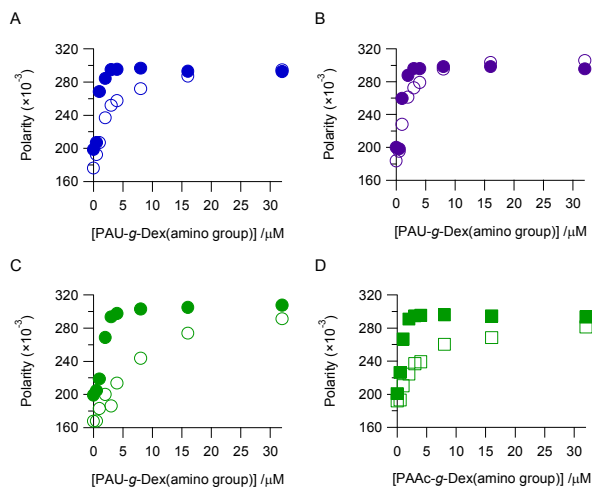 A
B
320
280
240
200
160
Polarity (×10⁻³)
0 5 10 15 20 25 30
[PAU-g-Dex(amino group)] /μM
320
280
240
200
160
Polarity (×10⁻³)
0 5 10 15 20 25 30
[PAU-g-Dex(amino group)] /μM
C
D
320
280
240
200
160
Polarity (×10⁻³)
0 5 10 15 20 25 30
[PAU-g-Dex(amino group)] /μM
320
280
240
200
160
Polarity (×10⁻³)
0 5 10 15 20 25 30
[PAAc-g-Dex(amino group)] /μM